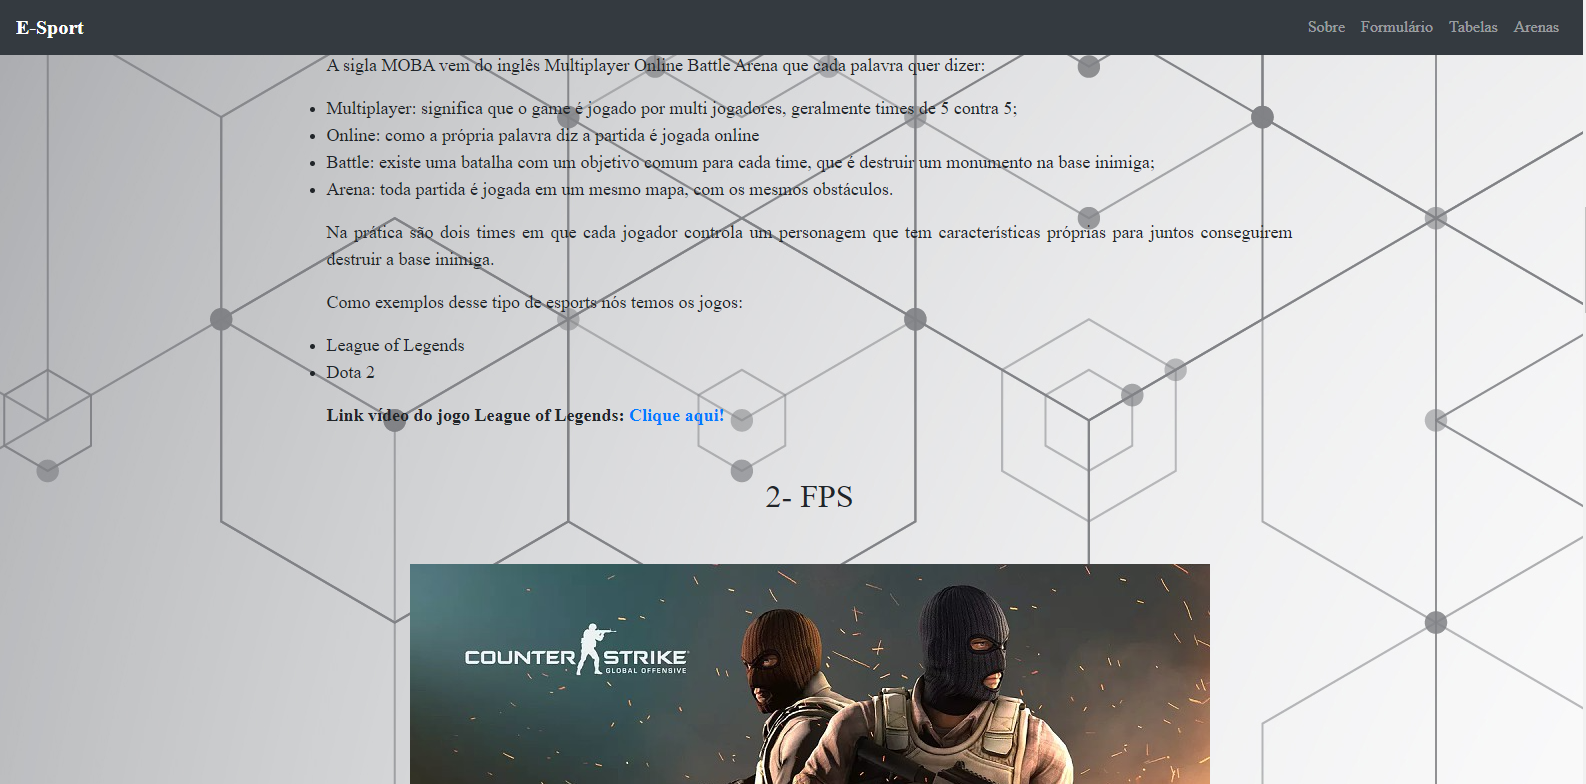 E-Sport
Sobre Formulário Tabelas Arenas
A sigla MOBA vem do inglês Multiplayer Online Battle Arena que cada palavra quer dizer:
Multiplayer: significa que o game é jogado por multi jogadores, geralmente times de 5 contra 5;
Online: como a própria palavra diz a partida é jogada online
Battle: existe uma batalha com um objetivo comum para cada time, que é destruir um monumento na base inimiga;
Arena: toda partida é jogada em um mesmo mapa, com os mesmos obstáculos.
Na prática são dois times em que cada jogador controla um personagem que tem características próprias para juntos conseguirem
destruir a base inimiga.
Como exemplos desse tipo de esports nós temos os jogos:
League of Legends
Dota 2
Link vídeo do jogo League of Legends: Clique aqui!
2- FPS
COUNTER STRIKE
GLOBAL OFFENSIVE